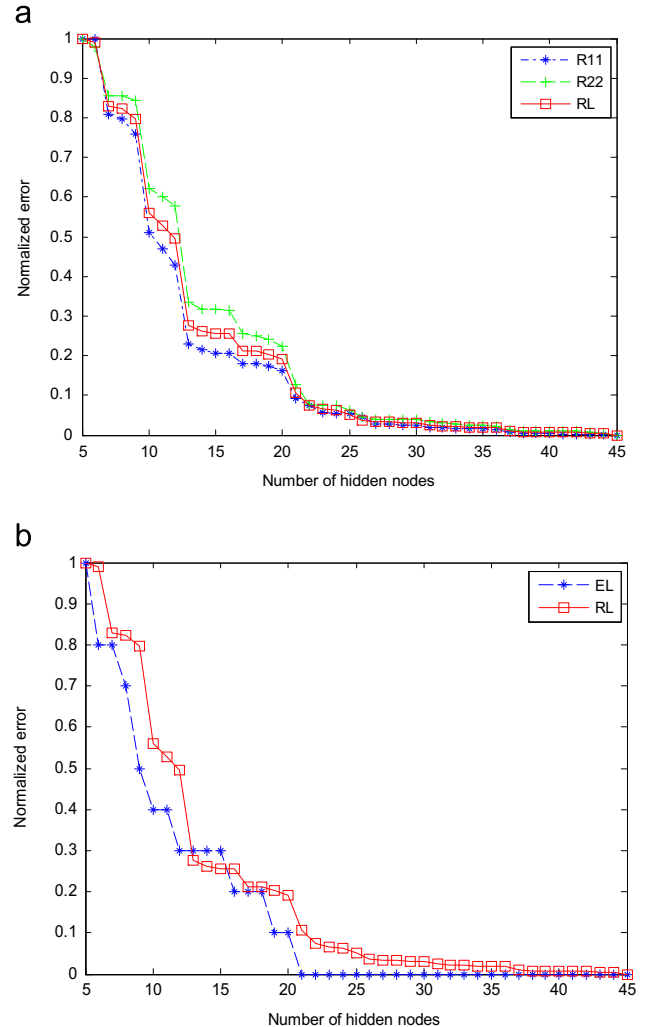 a
1
0.9
0.8
0.7
0.6
0.5
0.4
0.3
0.2
0.1
0
Normalized error
R11
R22
RL
5 10 15 20 25 30 35 40 45
Number of hidden nodes
b
1
0.9
0.8
0.7
0.6
0.5
0.4
0.3
0.2
0.1
0
Normalized error
EL
RL
5 10 15 20 25 30 35 40 45
Number of hidden nodes